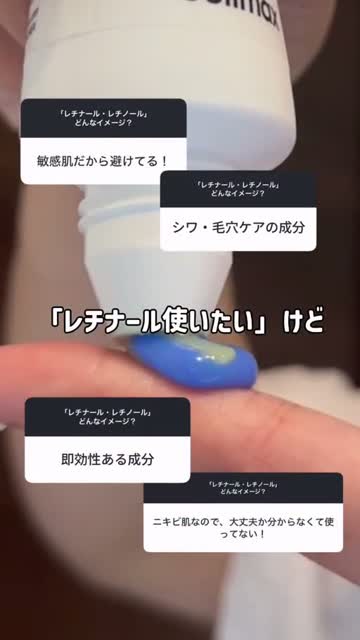 「レチナール・レチノール」
どんなイメージ？
敏感肌だから避けてる！
「レチナール・レチノール」
どんなイメージ？
シワ・毛穴ケアの成分
「レチナール使いたい」けど
「レチナール・レチノール」
どんなイメージ？
即効性ある成分
「レチナール・レチノール」
どんなイメージ？
ニキビ肌なので、大丈夫か分からなくて使
ってない！